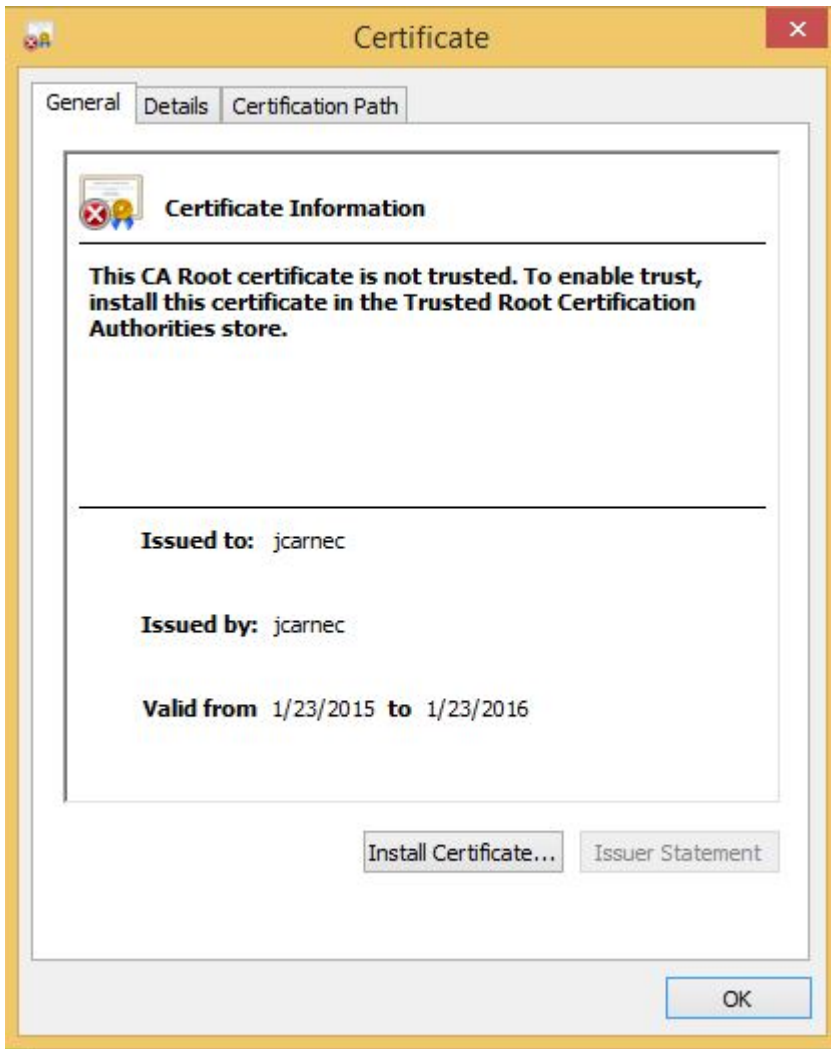 Certificate
General Details Certification Path
Certificate Information
This CA Root certificate is not trusted. To enable trust,
install this certificate in the Trusted Root Certification
Authorities store.
Issued to: jcarnec
Issued by: jcarnec
Valid from 1/23/2015 to 1/23/2016
Install Certificate... Issuer Statement
OK